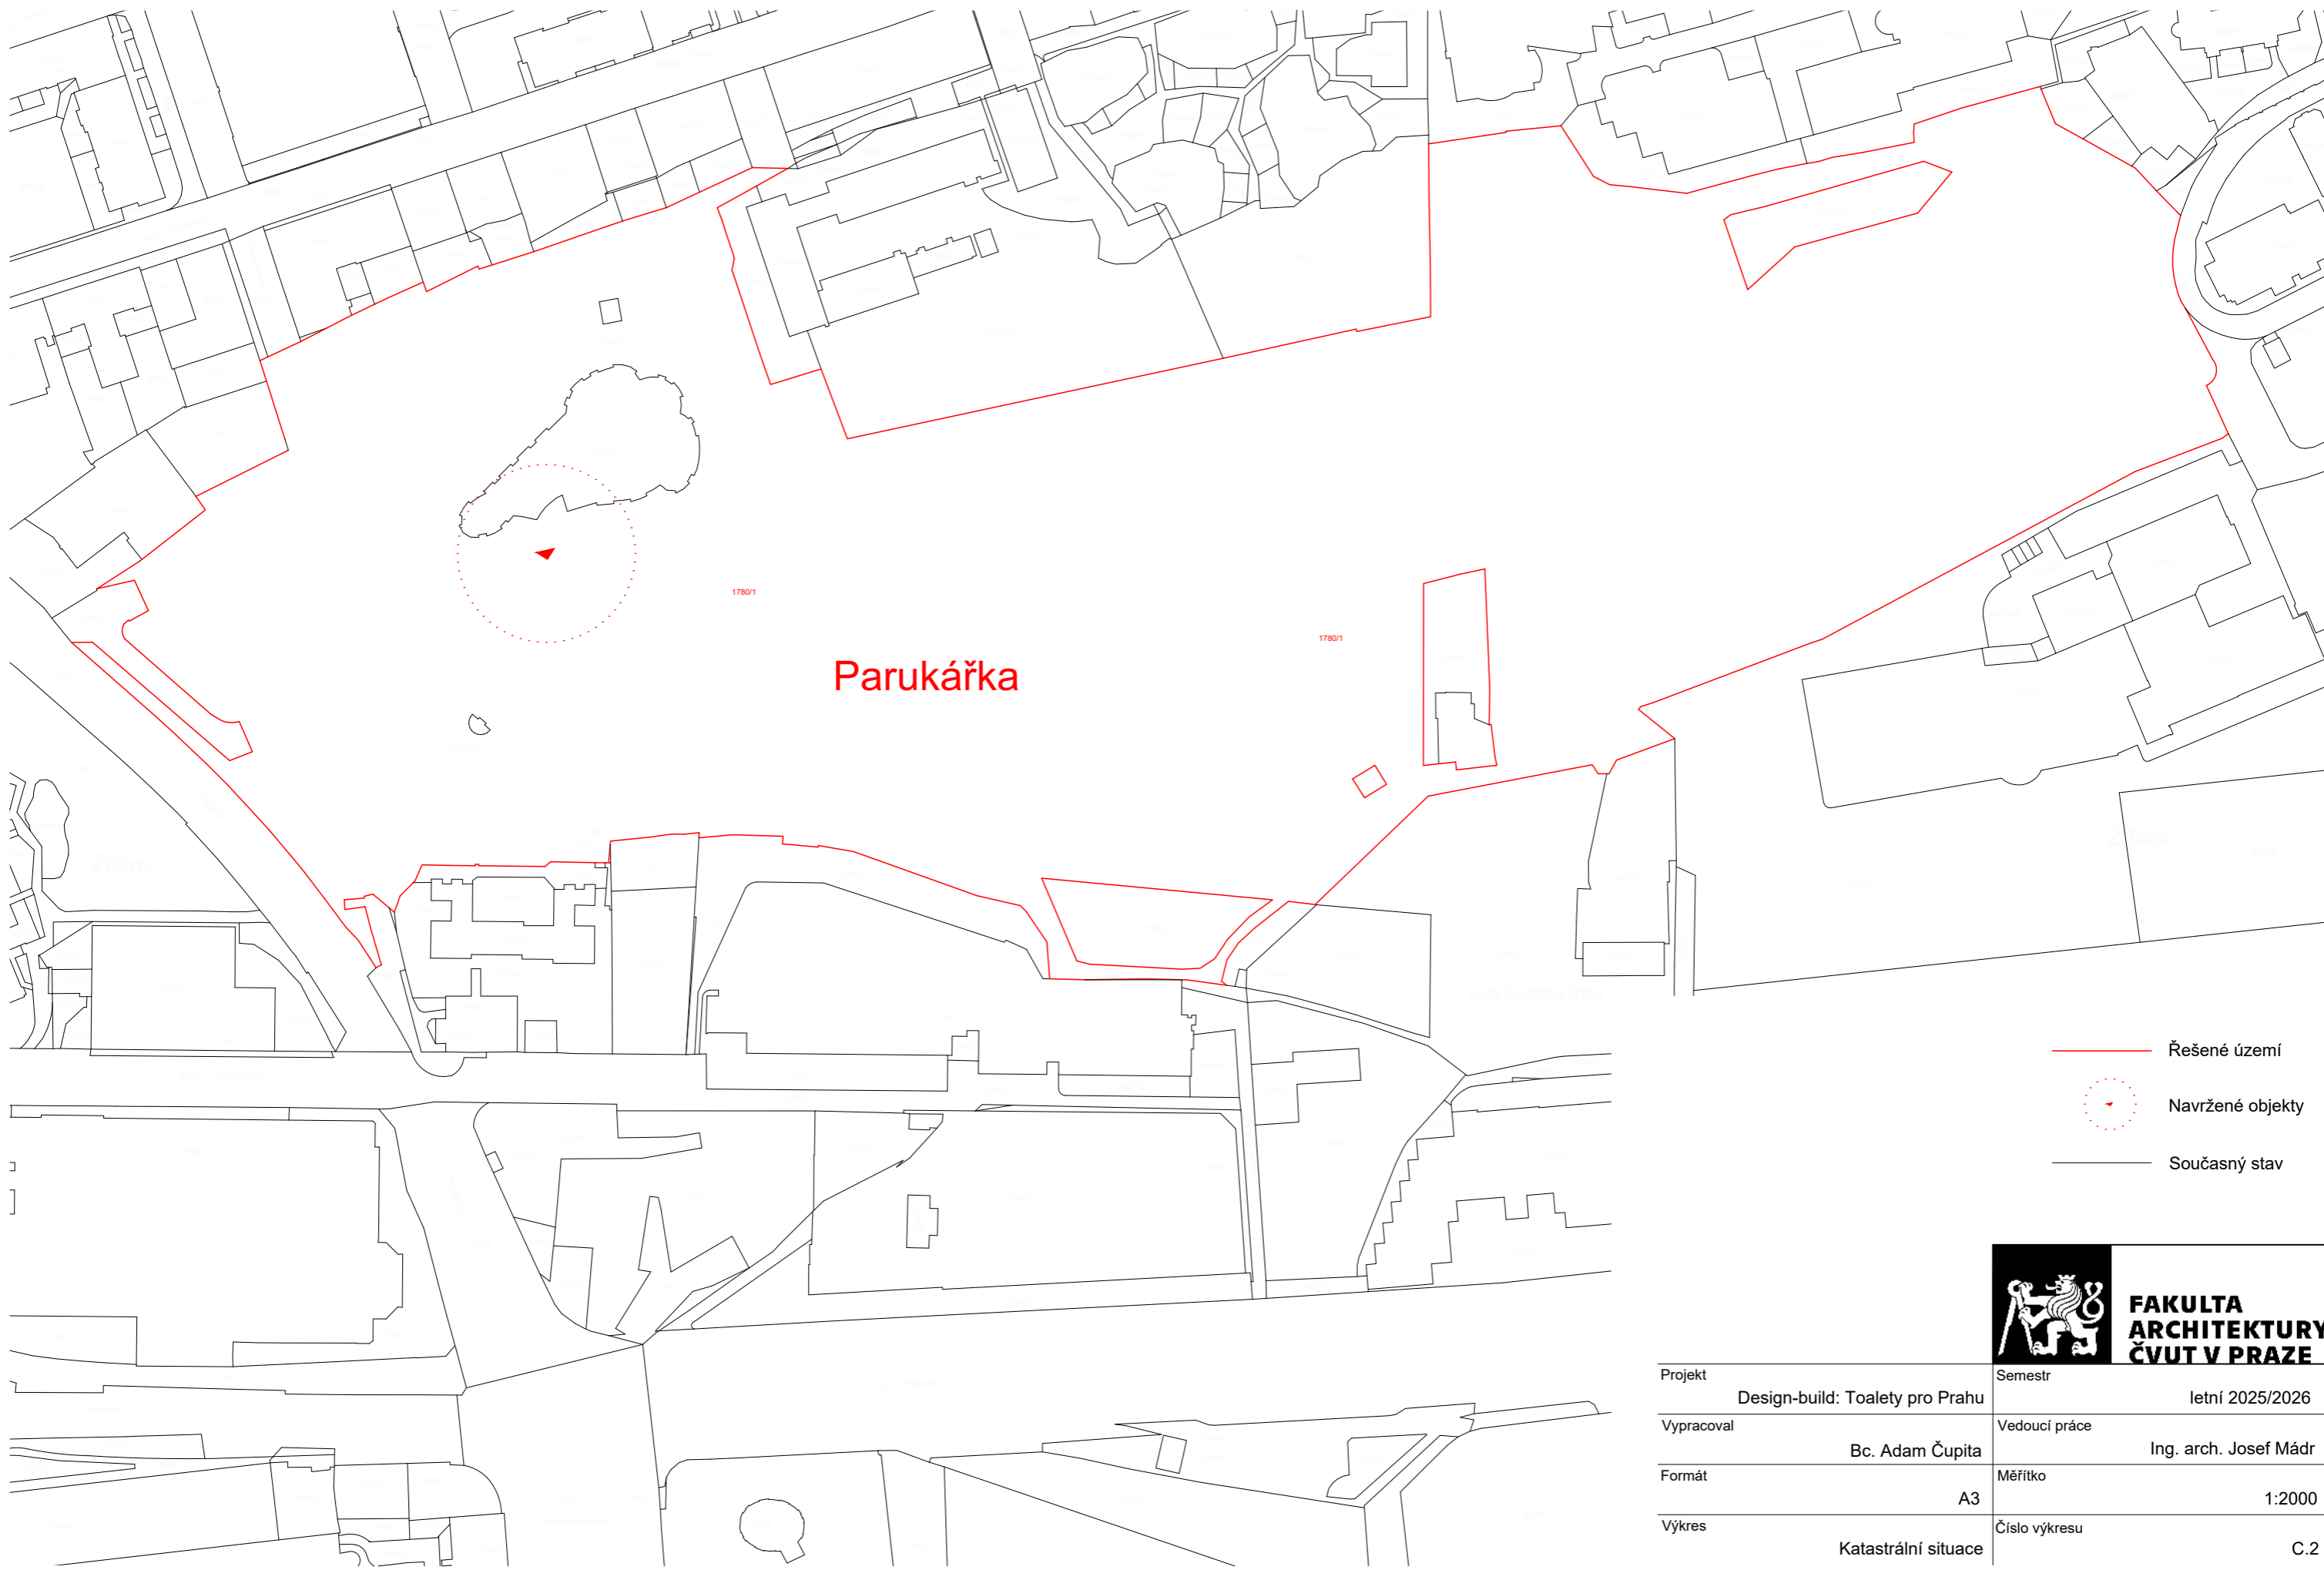 1780/1
1780/1
Parukářka
Žižkov
Řešené území
Navržené objekty
Současný stav
FAKULTA
ARCHITEKTURY
ČVUT V PRAZE
Projekt
Design-build: Toalety pro Prahu
Semestr
letní 2025/2026
Vypracoval
Bc. Adam Čupita
Vedoucí práce
Ing. arch. Josef Mádr
Formát
A3
Měřítko
1:2000
Výkres
Katastrální situace
Číslo výkresu
C.2